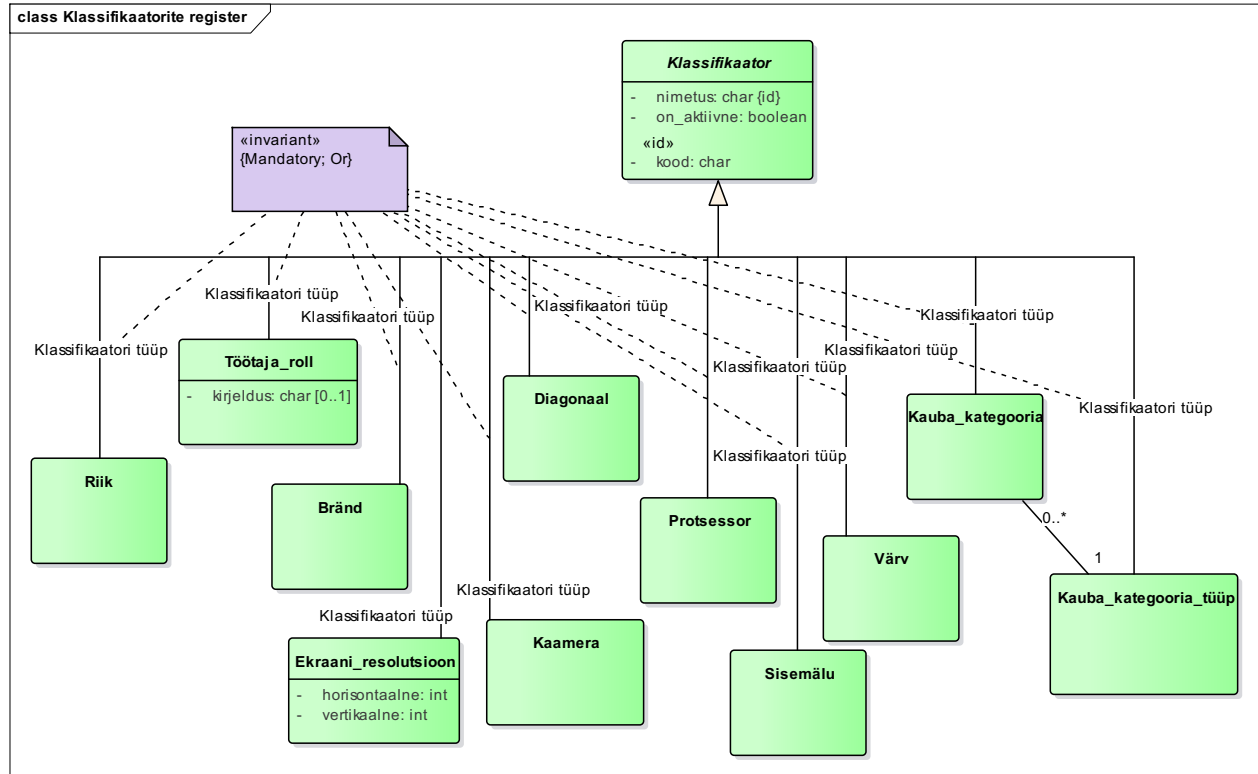 class Klassifikaatorite register
Klassifikaator
- nimetus: char {id}
- on_aktiivne: boolean
«id»
- kood: char
«invariant»
{Mandatory; Or}
Klassifikaatori tüüp
Klassifikaatori tüüp
Klassifikaatori tüüp
Klassifikaatori tüüp
Klassifikaatori tüüp
Klassifikaatori tüüp
Klassifikaatori tüüp
Klassifikaatori tüüp
Klassifikaatori tüüp
Klassifikaatori tüüp
Klassifikaatori tüüp
Töötaja_roll
- kirjeldus: char [0..1]
Diagonaal
Kauba_kategooria
Riik
Bränd
Protsessor
0..*
Värv
1
Kauba_kategooria_tüüp
Kaamera
Ekraani_resolutsioon
- horisontaalne: int
- vertikaalne: int
Sisemälu